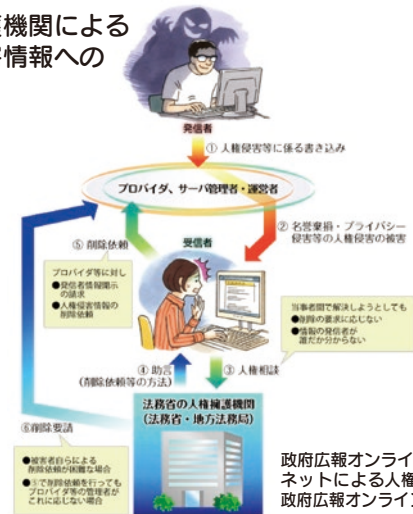 機関による
情報への
発信者
① 人権侵害等に係る書き込み
プロバイダ、サーバ管理者・運営者
② 名誉棄損・プライバシー
侵害等の人権侵害の被害
⑤ 削除依頼
受信者
プロバイダ等に対し
●発信者情報開示
の請求
●人権侵害情報の
削除依頼
当事者間で解決しようとしても
●削除の要求に応じない
●情報の発信者が
誰だか分からない
④ 助言
(削除依頼等の方法)
③ 人権相談
法務省の人権擁護機関
(法務省・地方法務局)
⑥削除要請
●被害者自らによる
削除依頼が困難な場合
●⑤で削除依頼を行っても
プロバイダ等の管理者が
これに応じない場合
政府広報オンライ
ネットによる人権
政府広報オンライ